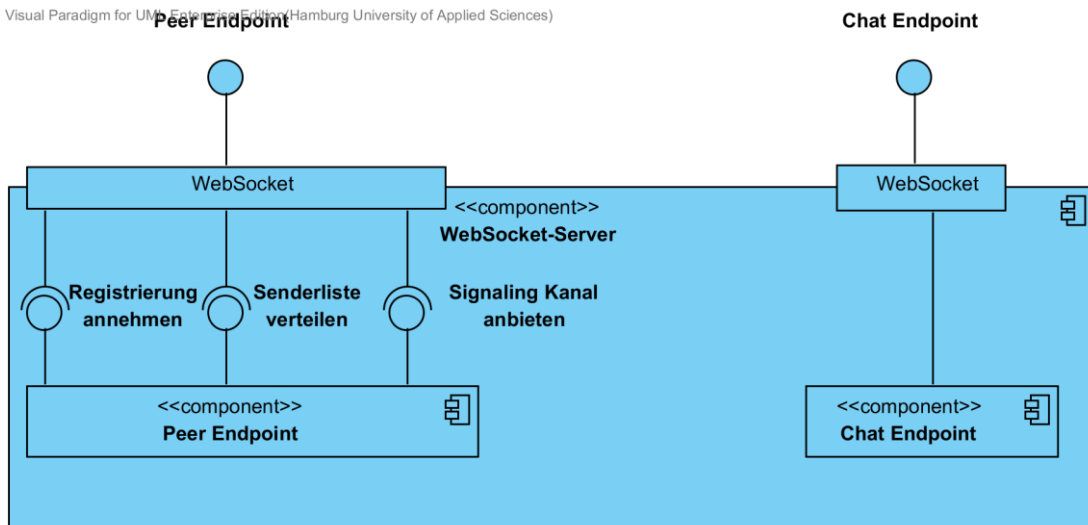 Visual Paradigm for UML Enterprise Edition(Hamburg University of Applied Sciences)
Peer Endpoint
Chat Endpoint
WebSocket
WebSocket
<<component>>
WebSocket-Server
Registrierung
annehmen
Senderliste
verteilen
Signaling Kanal
anbieten
<<component>>
Peer Endpoint
<<component>>
Chat Endpoint